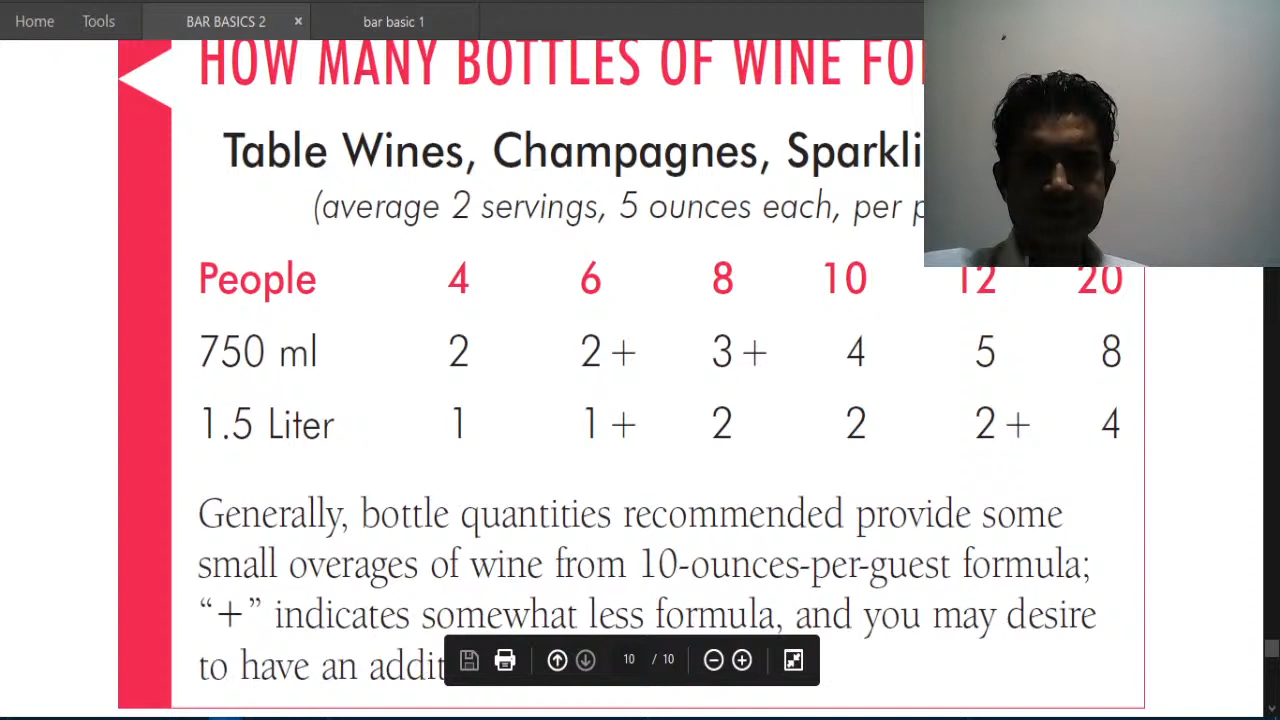 Home Tools BAR BASICS 2 × bar basic 1
HOW MANY BOTTLES OF WINE FO
Table Wines, Champagnes, Sparkli
(average 2 servings, 5 ounces each, per p
People 4 6 8 10 12 20
750 ml 2 2+ 3+ 4 5 8
1.5 Liter 1 1+ 2 2 2+ 4
Generally, bottle quantities recommended provide some
small overages of wine from 10-ounces-per-guest formula;
“+” indicates somewhat less formula, and you may desire
to have an addit
10 / 10